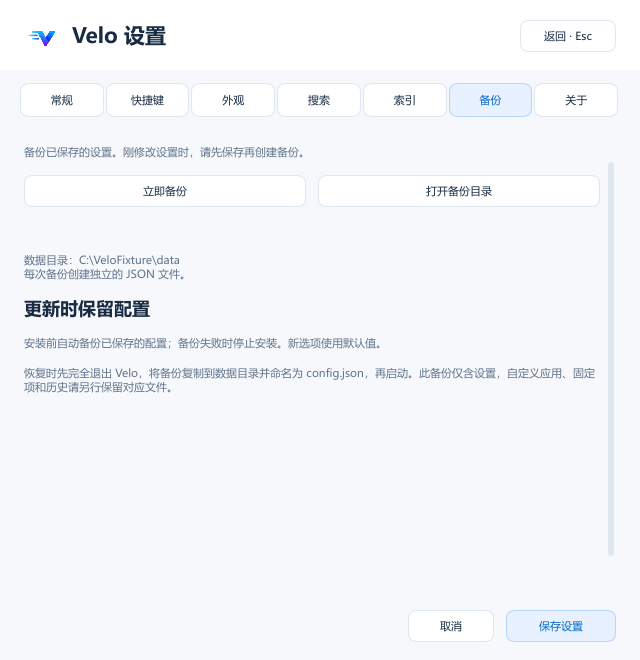 Velo 设置
返回 · Esc
常规
快捷键
外观
搜索
索引
备份
关于
备份已保存的设置。刚修改设置时，请先保存再创建备份。
立即备份
打开备份目录
数据目录：C:\VeloFixture\data
每次备份创建独立的 JSON 文件。
更新时保留配置
安装前自动备份已保存的配置；备份失败时停止安装。新选项使用默认值。
恢复时先完全退出 Velo，将备份复制到数据目录并命名为 config.json，再启动。此备份仅含设置，自定义应用、固定
项和历史请另行保留对应文件。
取消
保存设置